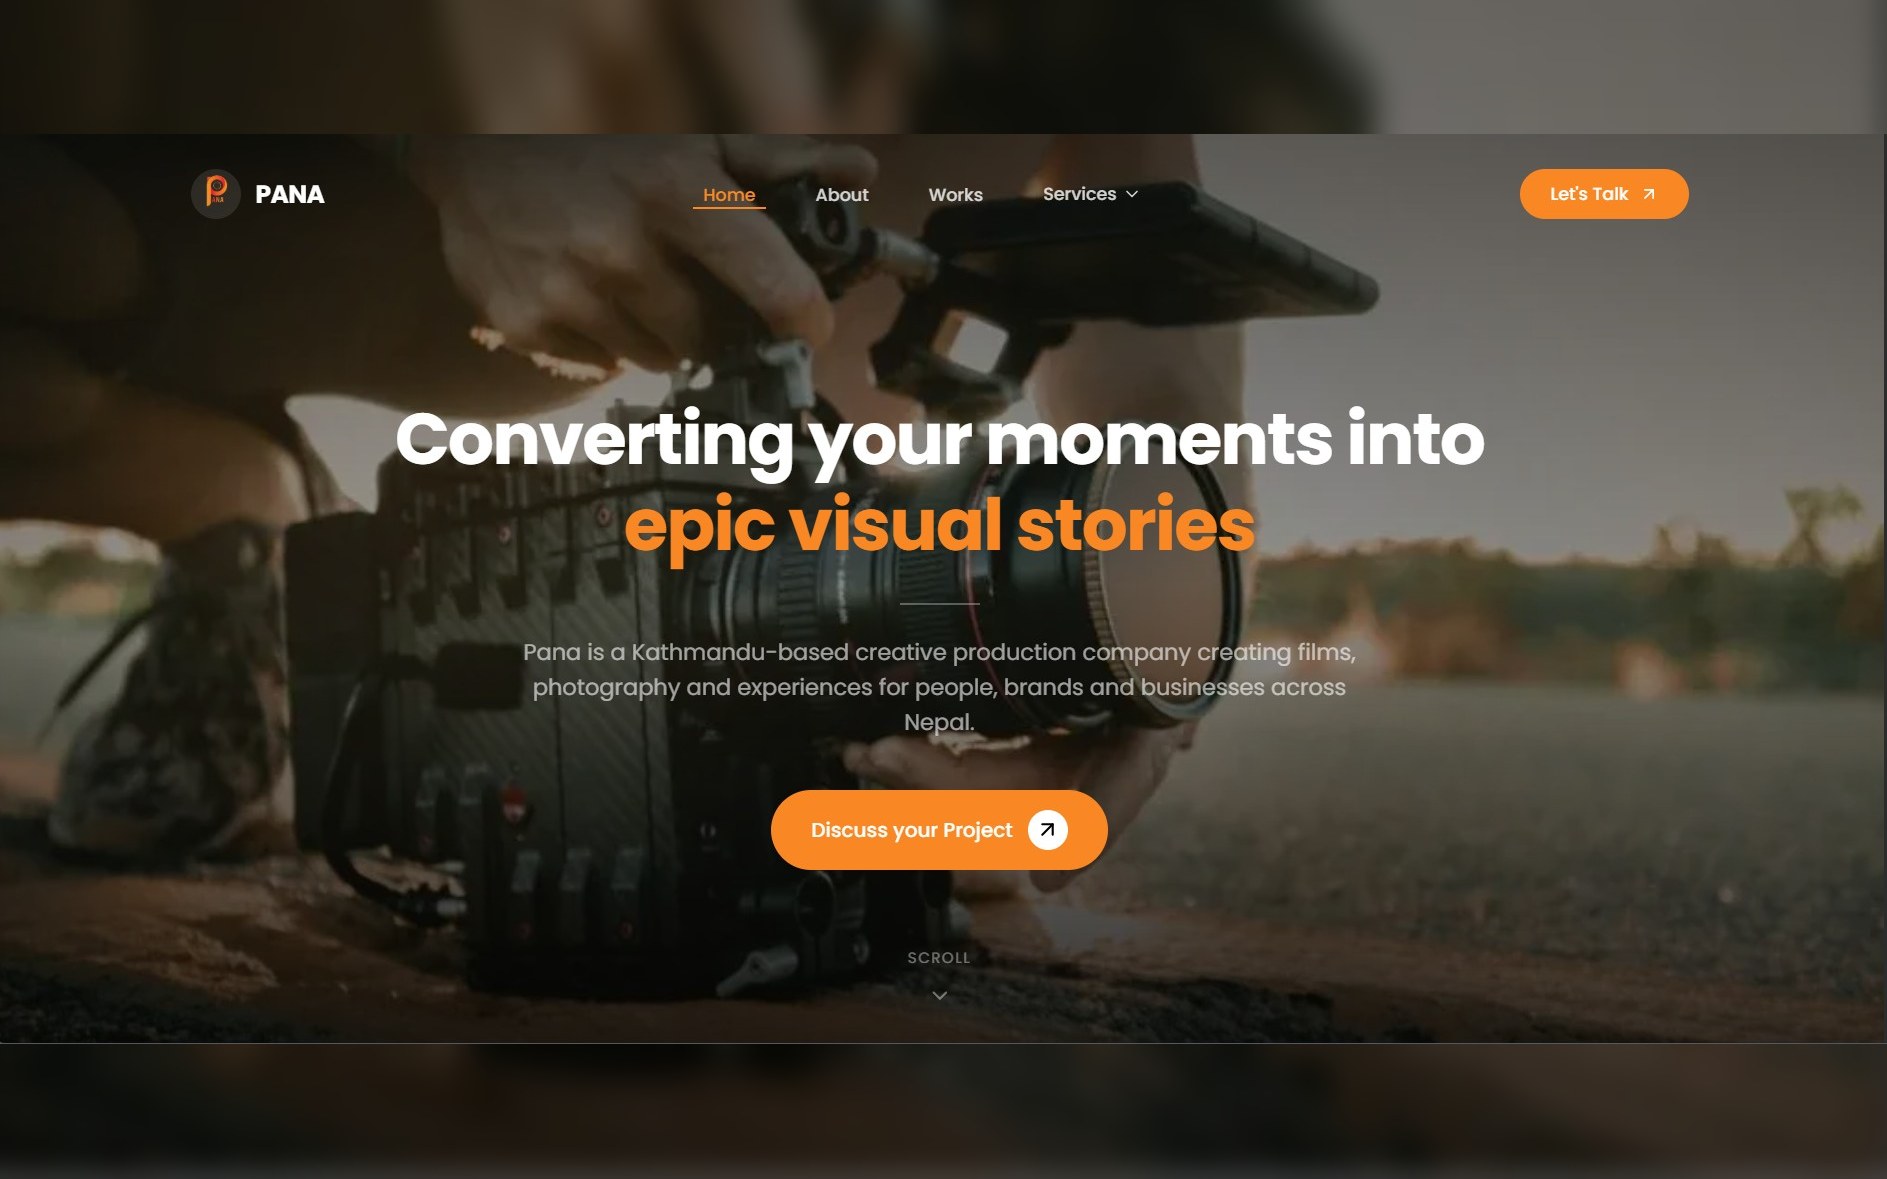 PANA
Home
About
Works
Services
Let's Talk
Converting your moments into
epic visual stories
Pana is a Kathmandu-based creative production company creating films,
photography and experiences for people, brands and businesses across
Nepal.
Discuss your Project
SCROLL